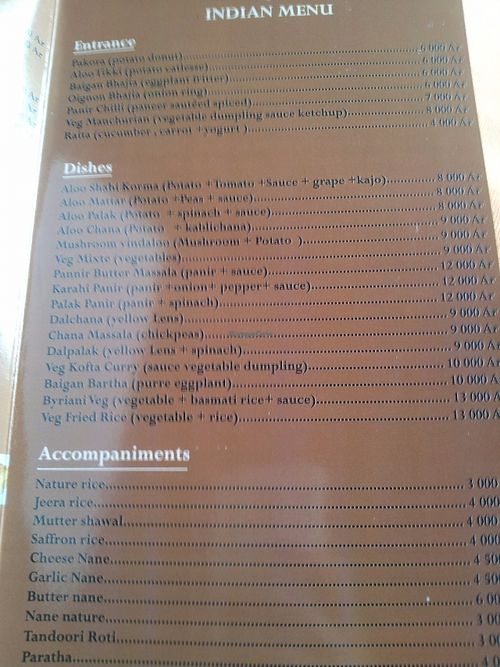 INDIAN MENU
Entrance
Pakora (potato donut) 6 000 Ar
Aloo Tikki (potato catlesse) 6 000 Ar
Baigan Bhajia (eggplant fritter) 6 000 Ar
Oignon Bhajia (onion ring) 6 000 Ar
Panir Chilli (paneer sautéed spiced) 7 000 Ar
Veg Manchurian (vegetable dumpling sauce ketchup) 8 000 Ar
Raita (cucumber , carrot +yogurt ) 4 000 Ar
Dishes
Aloo Shahi Korma (Potato +Tomato +Sauce + grape +kajo) 8 000 Ar
Aloo Mattar (Potato +Pea + sauce) 8 000 Ar
Aloo Palak (Potato + spinach + sauce) 8 000 Ar
Aloo Chana (Potato + kablichana) 9 000 Ar
Mushroom vindaloo (Mushroom + Potato ) 9 000 Ar
Veg Mixte (vegetables) 9 000 Ar
Pannir Butter Massala (panir + sauce) 12 000 Ar
Karahi Panir (panir +onion+ pepper+ sauce) 12 000 Ar
Palak Panir (panir + spinach) 12 000 Ar
Dalchana (yellow Lens) 9 000 Ar
Chana Massala (chickpeas) 9 000 Ar
Dalpalak (yellow Lens + spinach) 9 000 Ar
Veg Kofta Curry (sauce vegetable dumpling) 10 000 Ar
Baigan Bartha (purre eggplant) 10 000 A
Byriani Veg (vegetable + basmati rice+ sauce) 13 000 A
Veg Fried Rice (vegetable + rice) 13 000 A
Accompaniments
Nature rice 3 000
Jeera rice 4 000
Mutter shawal 4 000
Saffron rice 4 000
Cheese Nane 4 500
Garlic Nane 4 500
Butter nane 6 00
Nane nature 3 00
Tandoori Roti 3 00
Paratha